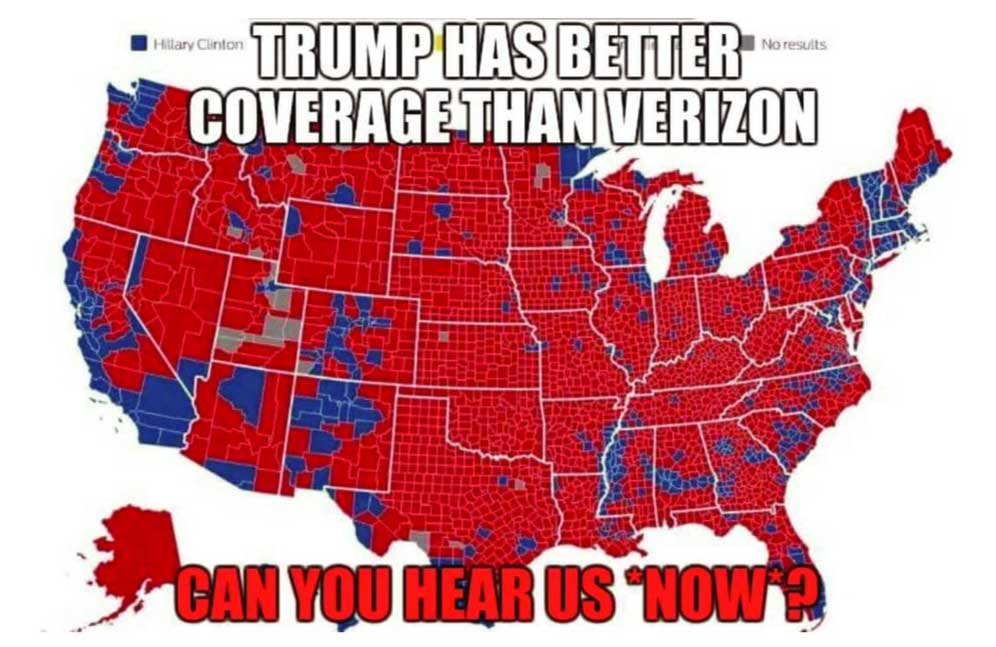 Hillary Clinton
No results
TRUMP HAS BETTER
COVERAGE THAN VERIZON
CAN YOU HEAR US *NOW*?